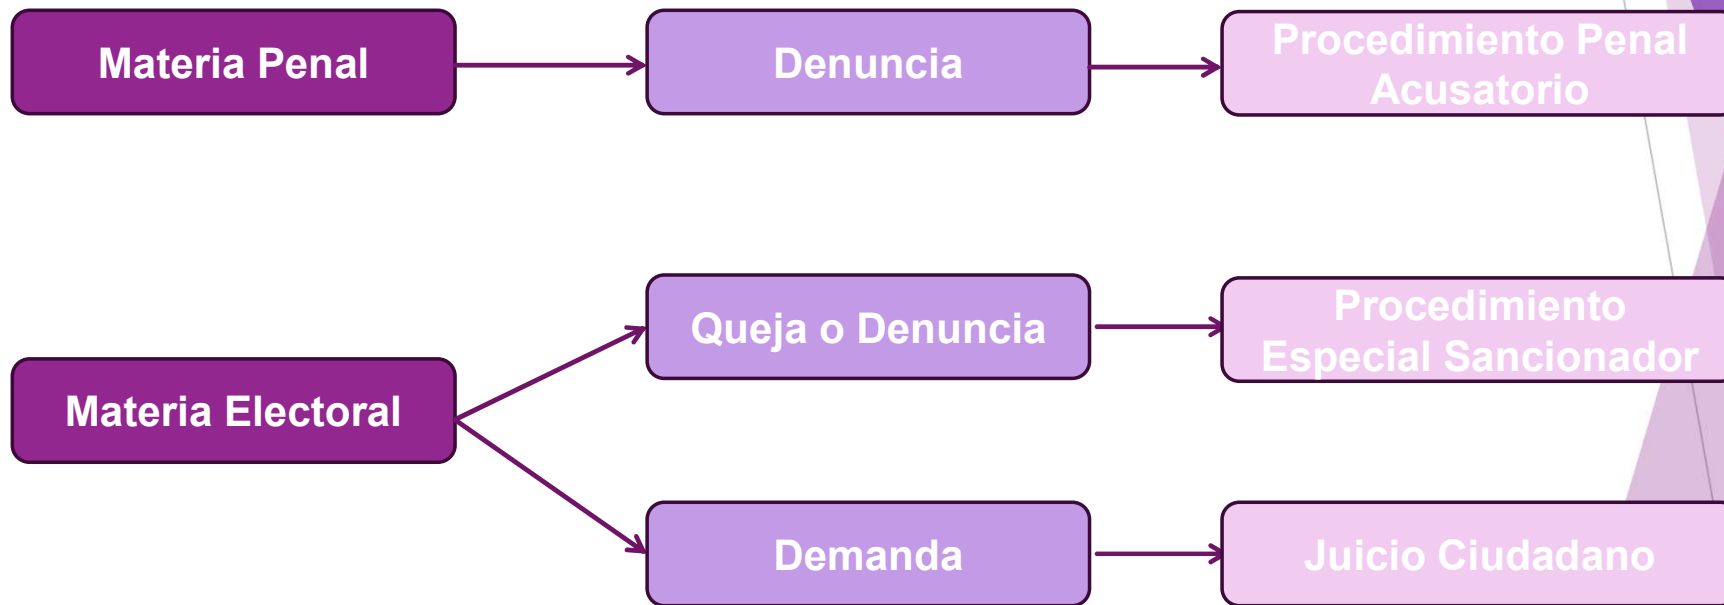 Materia Penal
Denuncia
Procedimiento Penal
Acusatorio
Materia Electoral
Queja o Denuncia
Procedimiento
Especial Sancionador
Demanda
Juicio Ciudadano